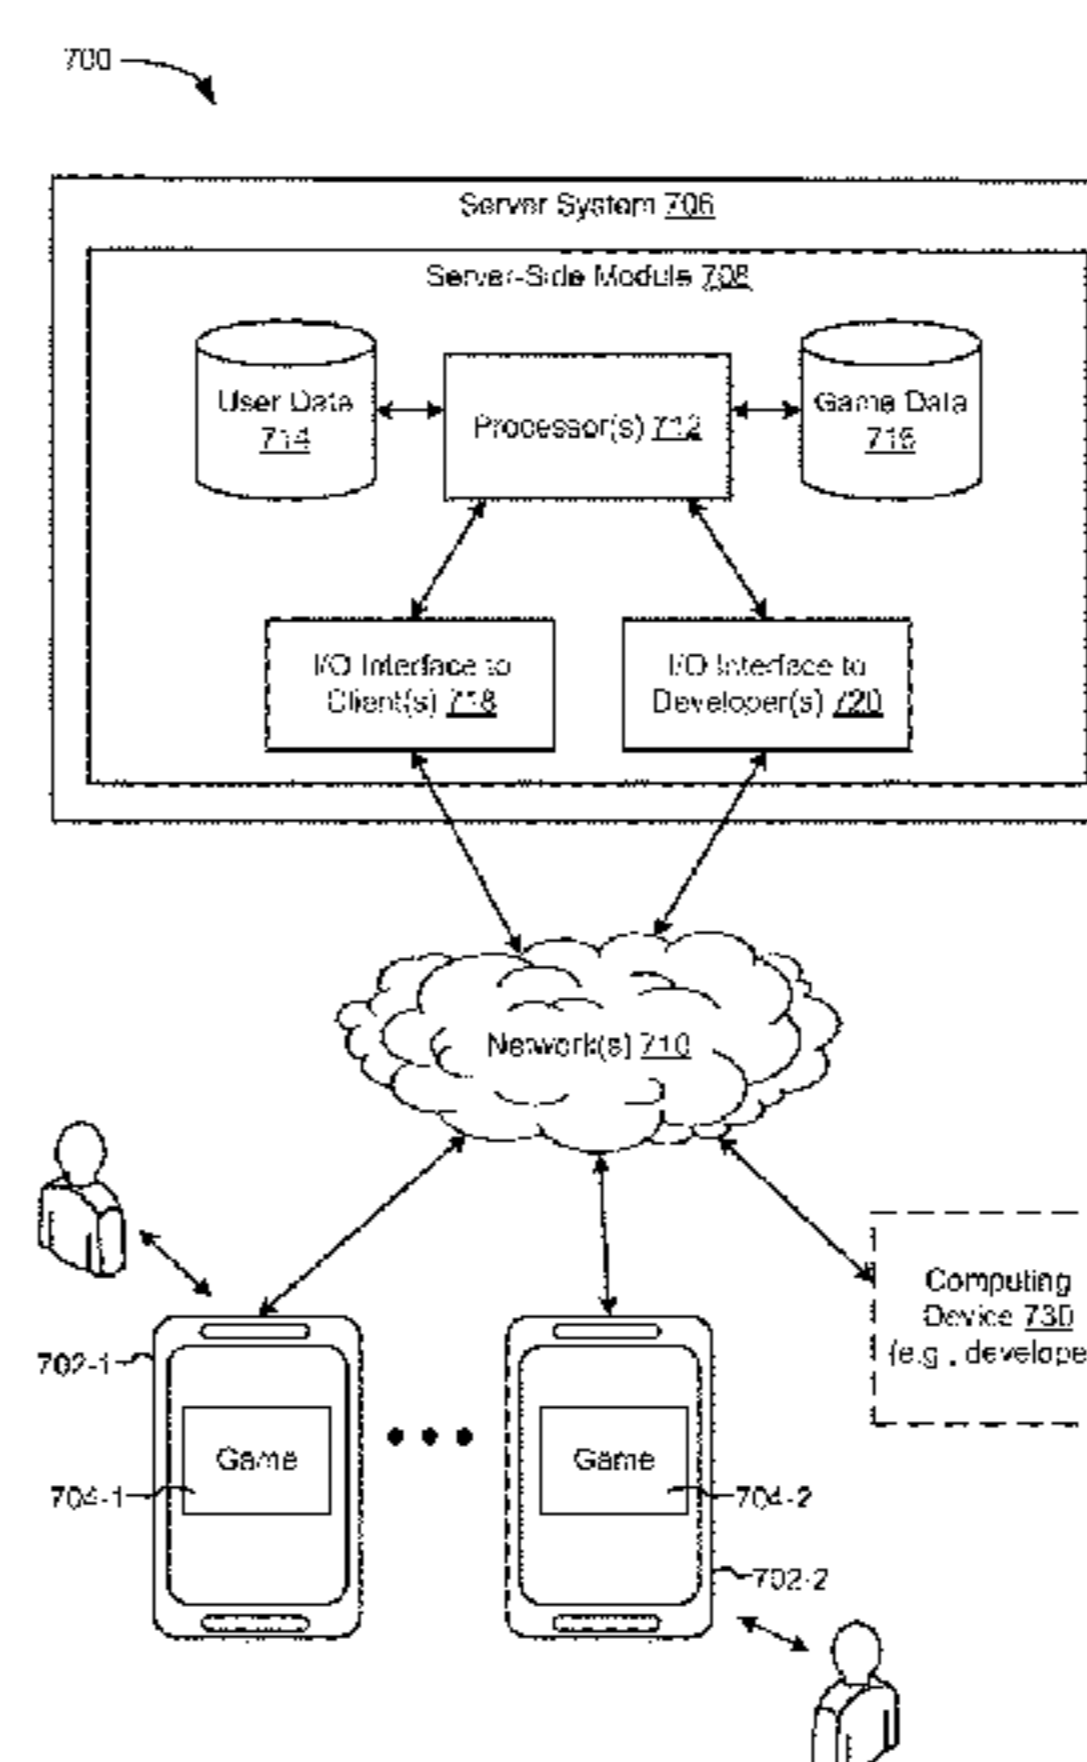 700
Server System 706
Server-Side Module 708
User Data
714
Processor(s) 712
Game Data
716
I/O Interface to
Client(s) 718
I/O Interface to
Developer(s) 720
Network(s) 710
Computing
Device 730
(e.g., develope
702-1
Game
704-1
Game
704-2
702-2